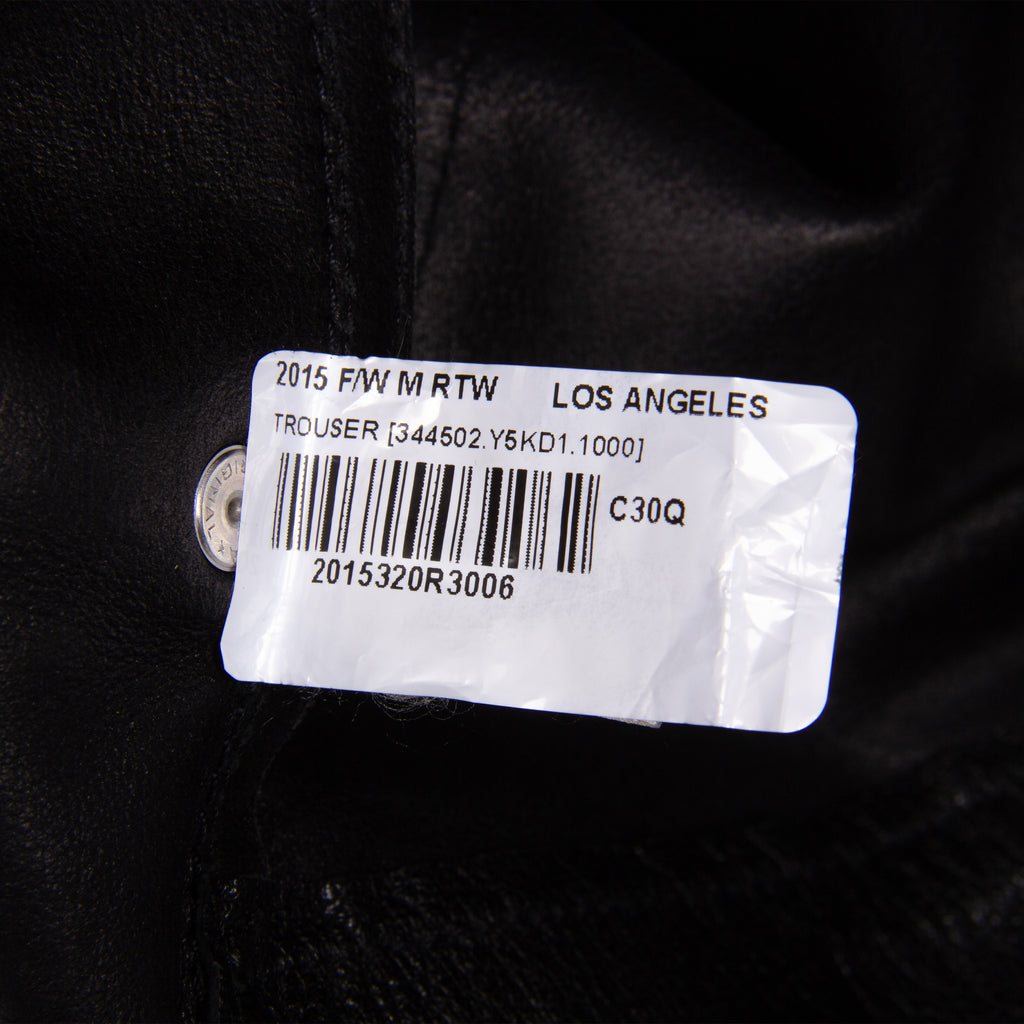 2015 F/W M RTW LOS ANGELES
TROUSER [344502.Y5KD1.1000]
C30Q
2015320R3006